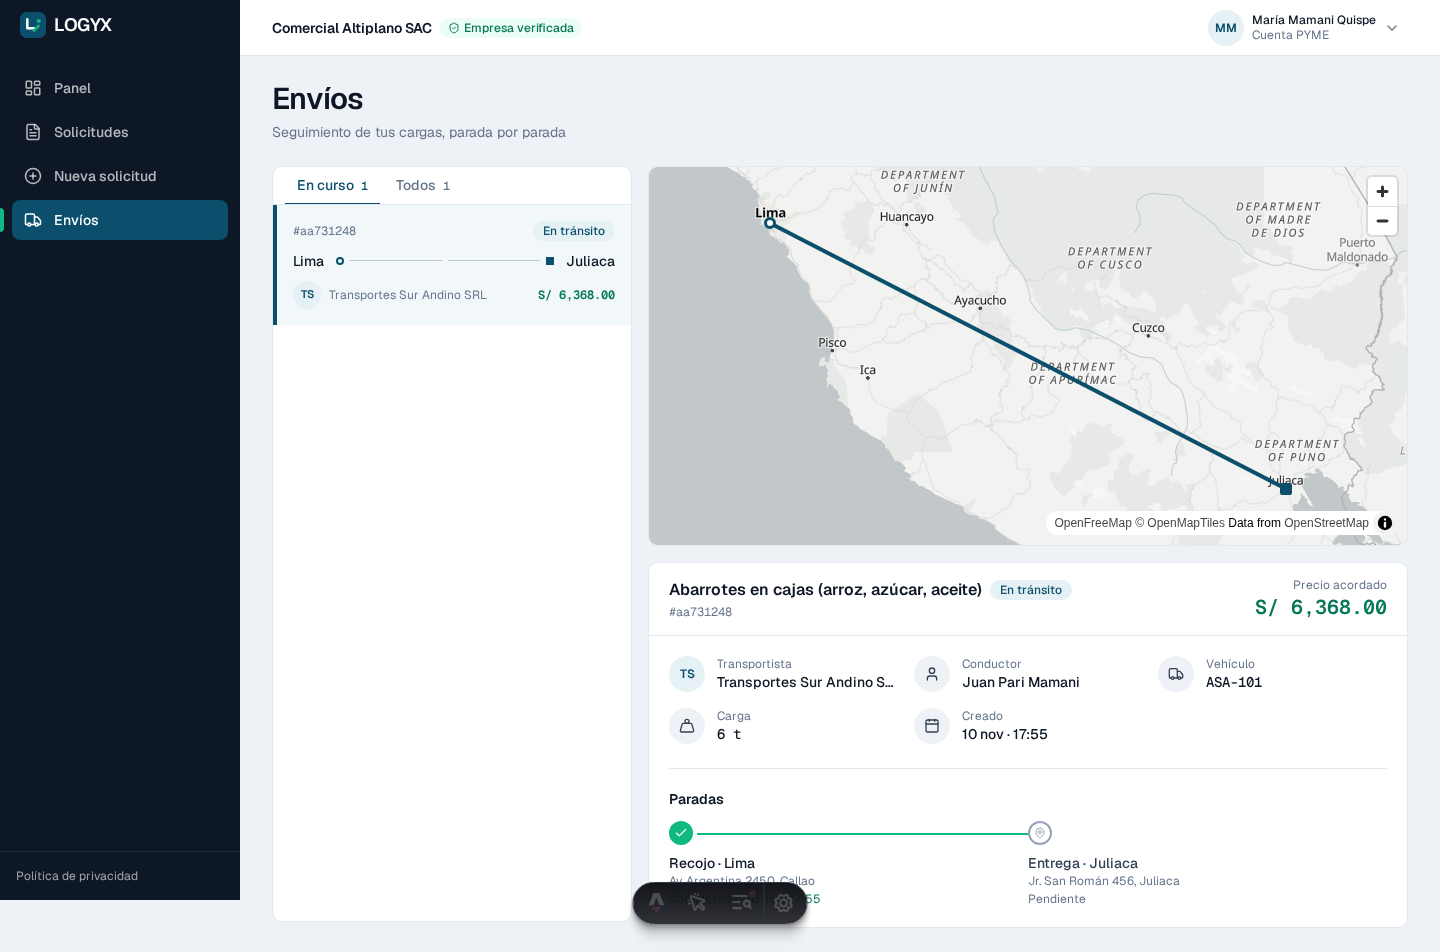 LOGYX
Panel
Solicitudes
Nueva solicitud
Envíos
Política de privacidad
Comercial Altiplano SAC
Empresa verificada
MM
María Mamani Quispe
Cuenta PYME
Envíos
Seguimiento de tus cargas, parada por parada
En curso 1
Todos 1
#aa731248
En tránsito
Lima
Juliaca
TS
Transportes Sur Andino SRL
S/ 6,368.00
DEPARTMENT
OF JUNÍN
Lima
Huancayo
DEPARTMENT
OF MADRE
DE DIOS
Puerto
Maldonado
DEPARTMENT
OF CUSCO
Ayacucho
Cuzco
Pisco
Ica
DEPARTMENT
OF APURÍMAC
DEPARTMENT
OF PUNO
L
Juliaca
OpenFreeMap © OpenMapTiles Data from OpenStreetMap
Abarrotes en cajas (arroz, azúcar, aceite)
En tránsito
#aa731248
Precio acordado
S/ 6,368.00
TS
Transportista
Transportes Sur Andino S...
Conductor
Juan Pari Mamani
Vehículo
ASA-101
Carga
6 t
Creado
10 nov · 17:55
Paradas
Recojo · Lima
Av. Argentina 2450, Callao
55
Entrega · Juliaca
Jr. San Román 456, Juliaca
Pendiente